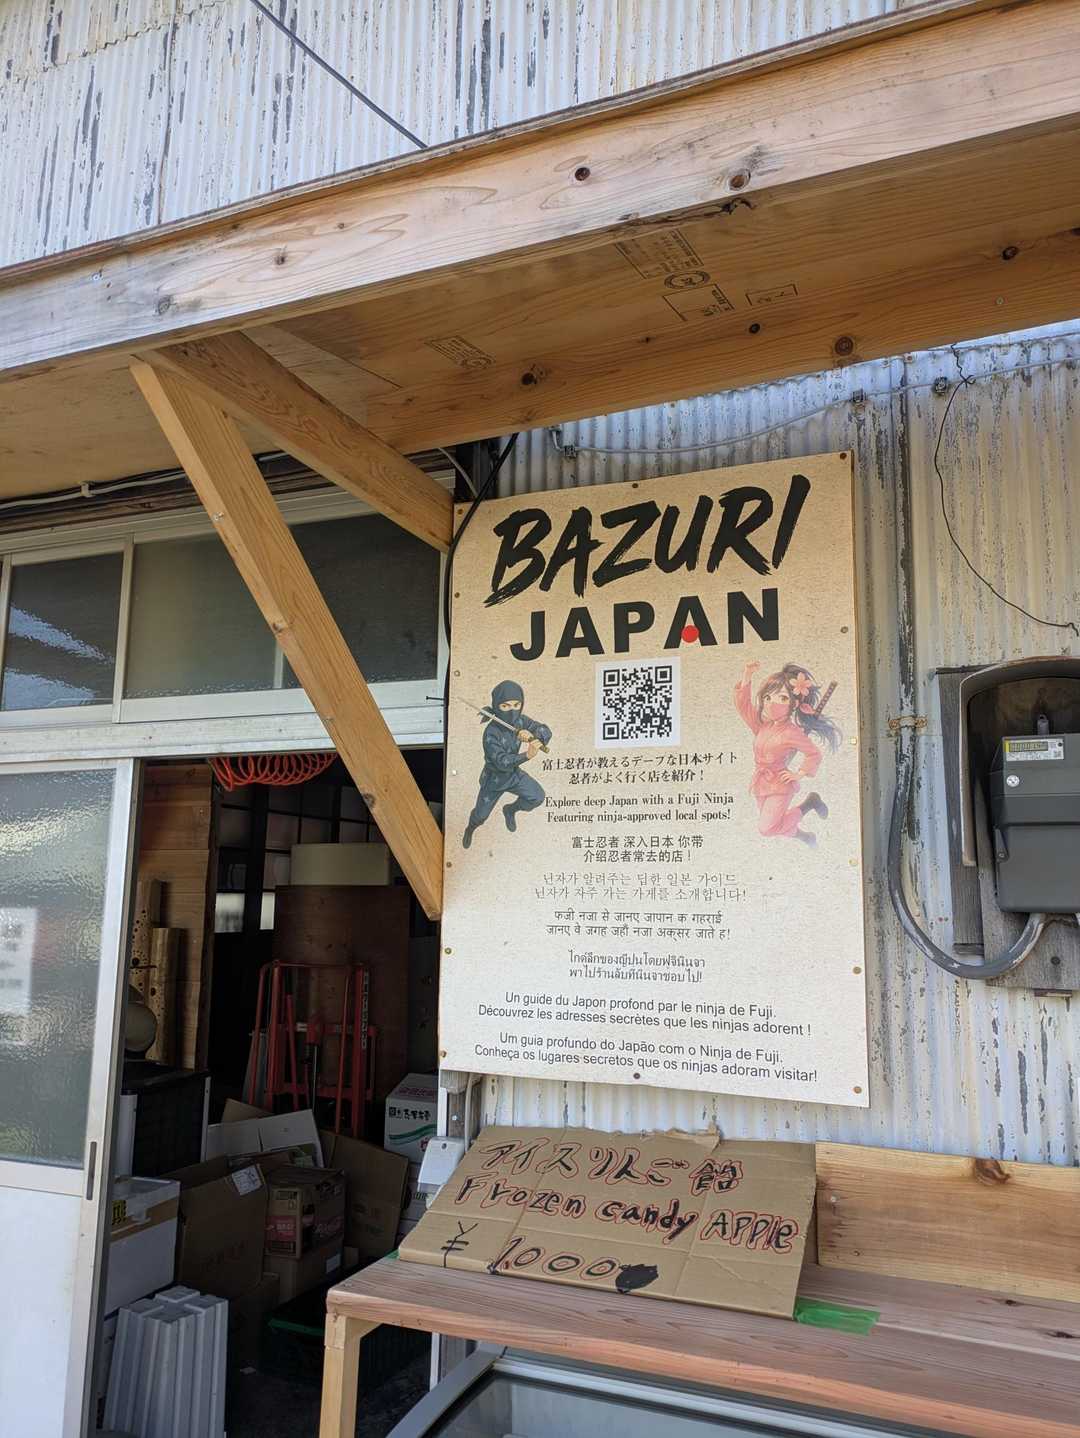 BAZURI
JAPAN
富士忍者が教えるデープな日本サイト
忍者がよく行く店を紹介！
Explore deep Japan with a Fuji Ninja
Featuring ninja-approved local spots!
富士忍者 深入日本 你带
介绍忍者常去的店！
닌자가 알려주는 딥한 일본 가이드
닌자가 자주 가는 가게를 소개합니다!
फजी नजा से जानए जापान क गहराई
जानए वे जगह जहाँ नजा अक्सर जाते ह!
ไกด์ลึกของญี่ปุ่นโดยฟูจินินจา
พาไปร้านลับที่นินจาชอบไป!
Un guide du Japon profond par le ninja de Fuji.
Découvrez les adresses secrètes que les ninjas adorent !
Um guia profundo do Japão com o Ninja de Fuji.
Conheça os lugares secretos que os ninjas adoram visitar!
アイスりんご飴
Frozen candy APPle
¥1.000